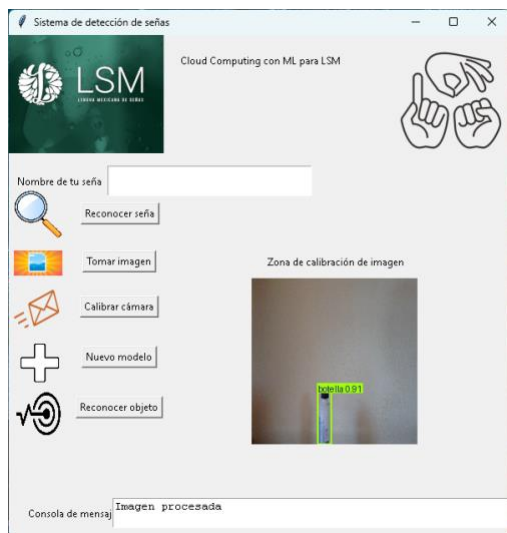 Sistema de detección de señas
LSM
LENGUA MEXICANA DE SEÑAS
Cloud Computing con ML para LSM
Nombre de tu seña
Reconocer seña
Tomar imagen
Zona de calibración de imagen
Calibrar cámara
Nuevo modelo
botella 0.91
Reconocer objeto
Consola de mensaj
Imagen procesada